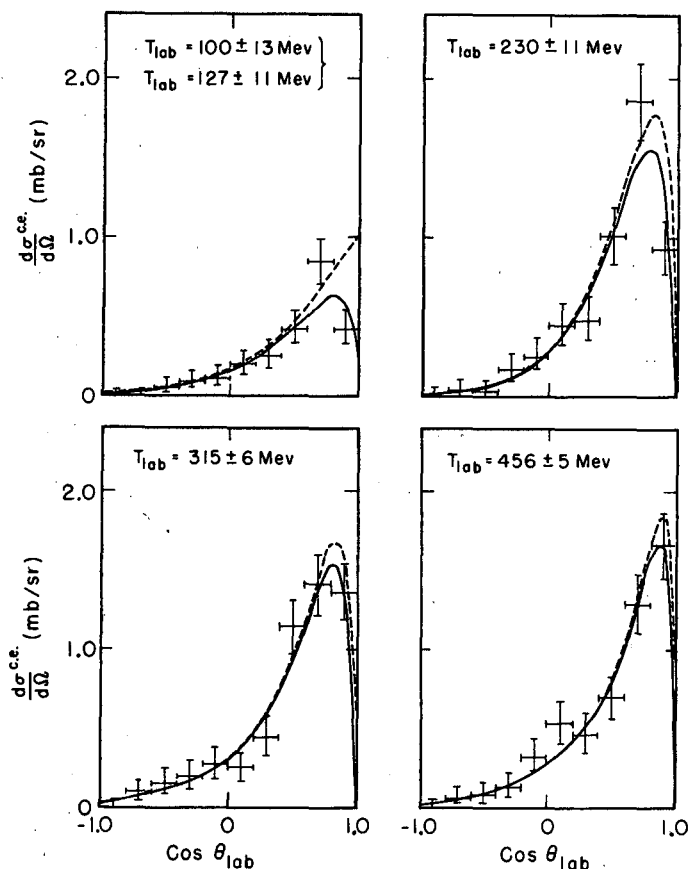 T_lab = 100 ± 13 Mev
T_lab = 127 ± 11 Mev
T_lab = 230 ± 11 Mev
2.0
1.0
0
dσ^c.e./dΩ (mb/sr)
T_lab = 315 ± 6 Mev
T_lab = 456 ± 5 Mev
2.0
1.0
0
dσ^c.e./dΩ (mb/sr)
-1.0 0 1.0
-1.0 0 1.0
Cos θ_lab
Cos θ_lab